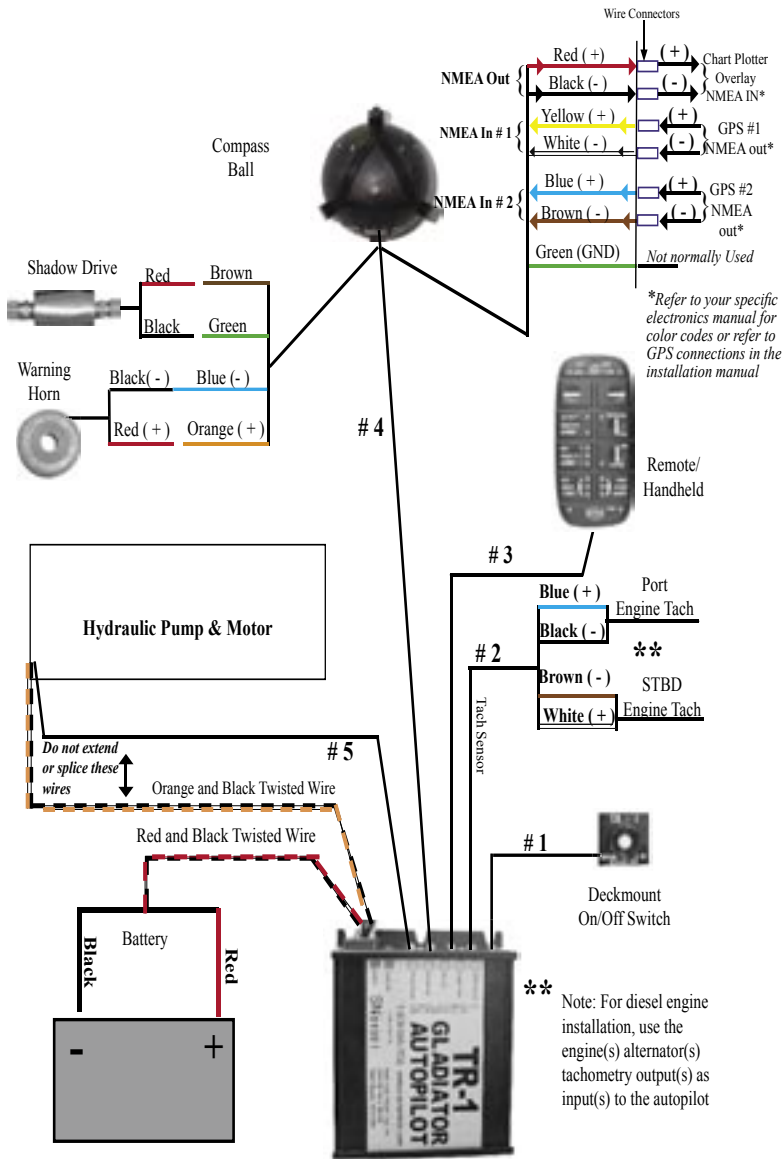 Wire Connectors
NMEA Out
Red (+)
Black (-)
(+)
(-)
Chart Plotter
Overlay
NMEA IN*
NMEA In # 1
Yellow (+)
White (-)
(+)
(-)
GPS #1
NMEA out*
NMEA In # 2
Blue (+)
Brown (-)
(+)
(-)
GPS #2
NMEA
out*
Green (GND)
Not normally Used
*Refer to your specific
electronics manual for
color codes or refer to
GPS connections in the
installation manual
Compass
Ball
Shadow Drive
Red
Brown
Black
Green
Warning
Horn
Black( - )
Blue (- )
Red ( + )
Orange ( + )
# 4
Remote/
Handheld
# 3
Hydraulic Pump & Motor
Blue ( + )
Black( - )
Port
Engine Tach
**
# 2
Brown ( - )
White ( + )
STBD
Engine Tach
Tach Sensor
# 5
Do not extend
or splice these
wires
Orange and Black Twisted Wire
Red and Black Twisted Wire
# 1
Deckmount
On/Off Switch
Battery
Black
Red
-
+
TR-1
GLADIATOR
AUTOPILOT
** Note: For diesel engine
installation, use the
engine(s) alternator(s)
tachometry output(s) as
input(s) to the autopilot